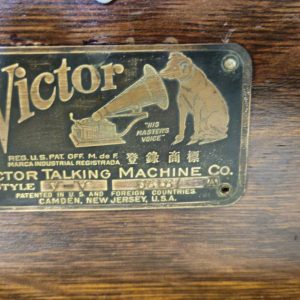 Victor
"HIS
MASTER'S
VOICE"
REG. U.S. PAT. OFF. M. de F.
MARCA INDUSTRIAL REGISTRADA
登錄商標
VICTOR TALKING MACHINE CO.
STYLE
PATENTED IN U.S. AND FOREIGN COUNTRIES
CAMDEN, NEW JERSEY, U.S.A.